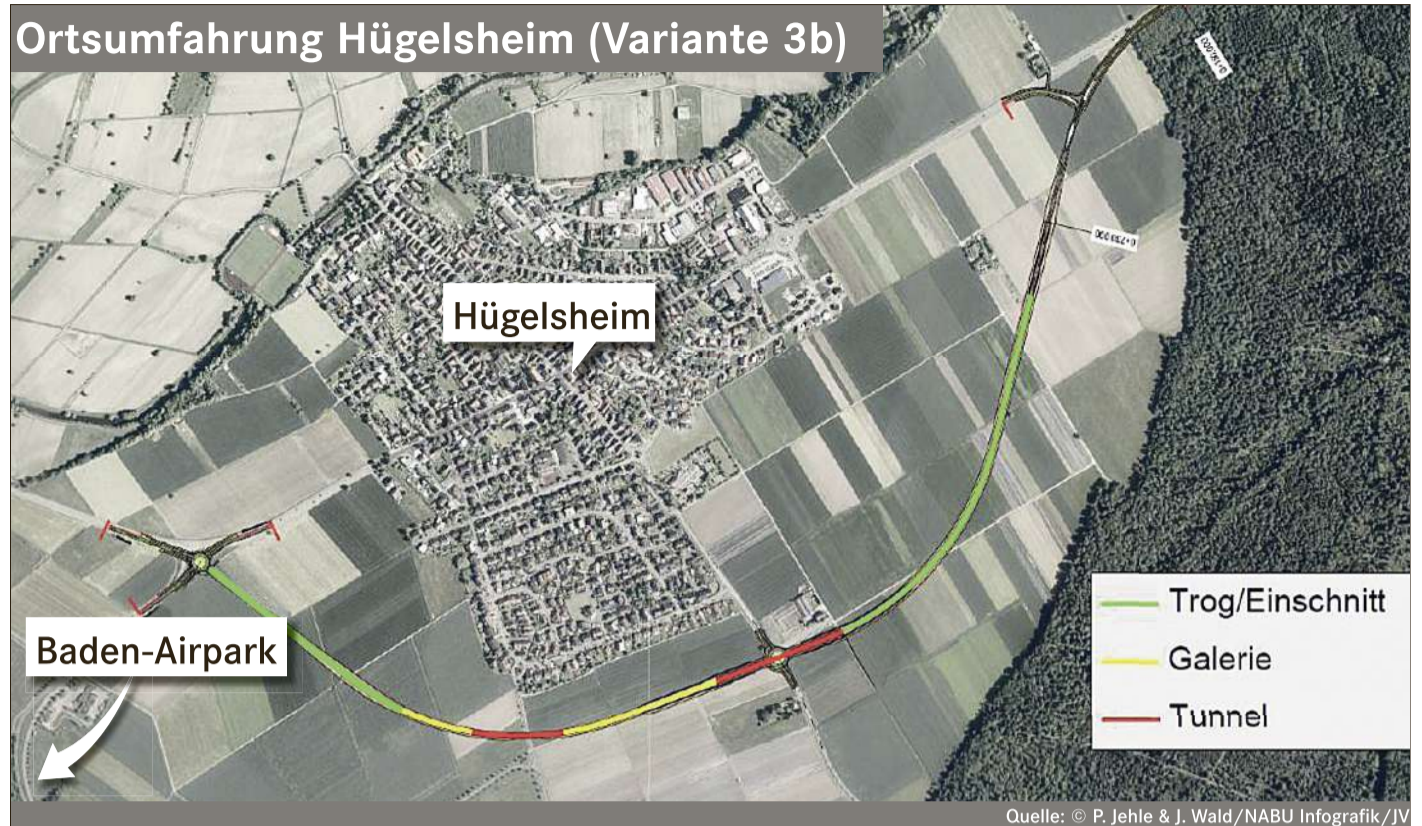 Ortsumfahrung Hügelsheim (Variante 3b)
Hügelsheim
Baden-Airpark
Trog/Einschnitt
Galerie
Tunnel
Quelle: © P. Jehle & J. Wald/NABU Infografik/JV